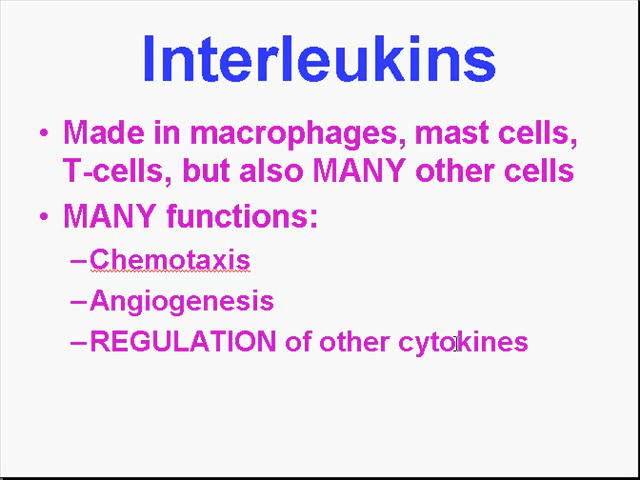 Interleukins
• Made in macrophages, mast cells,
T-cells, but also MANY other cells
• MANY functions:
–Chemotaxis
–Angiogenesis
–REGULATION of other cytokines